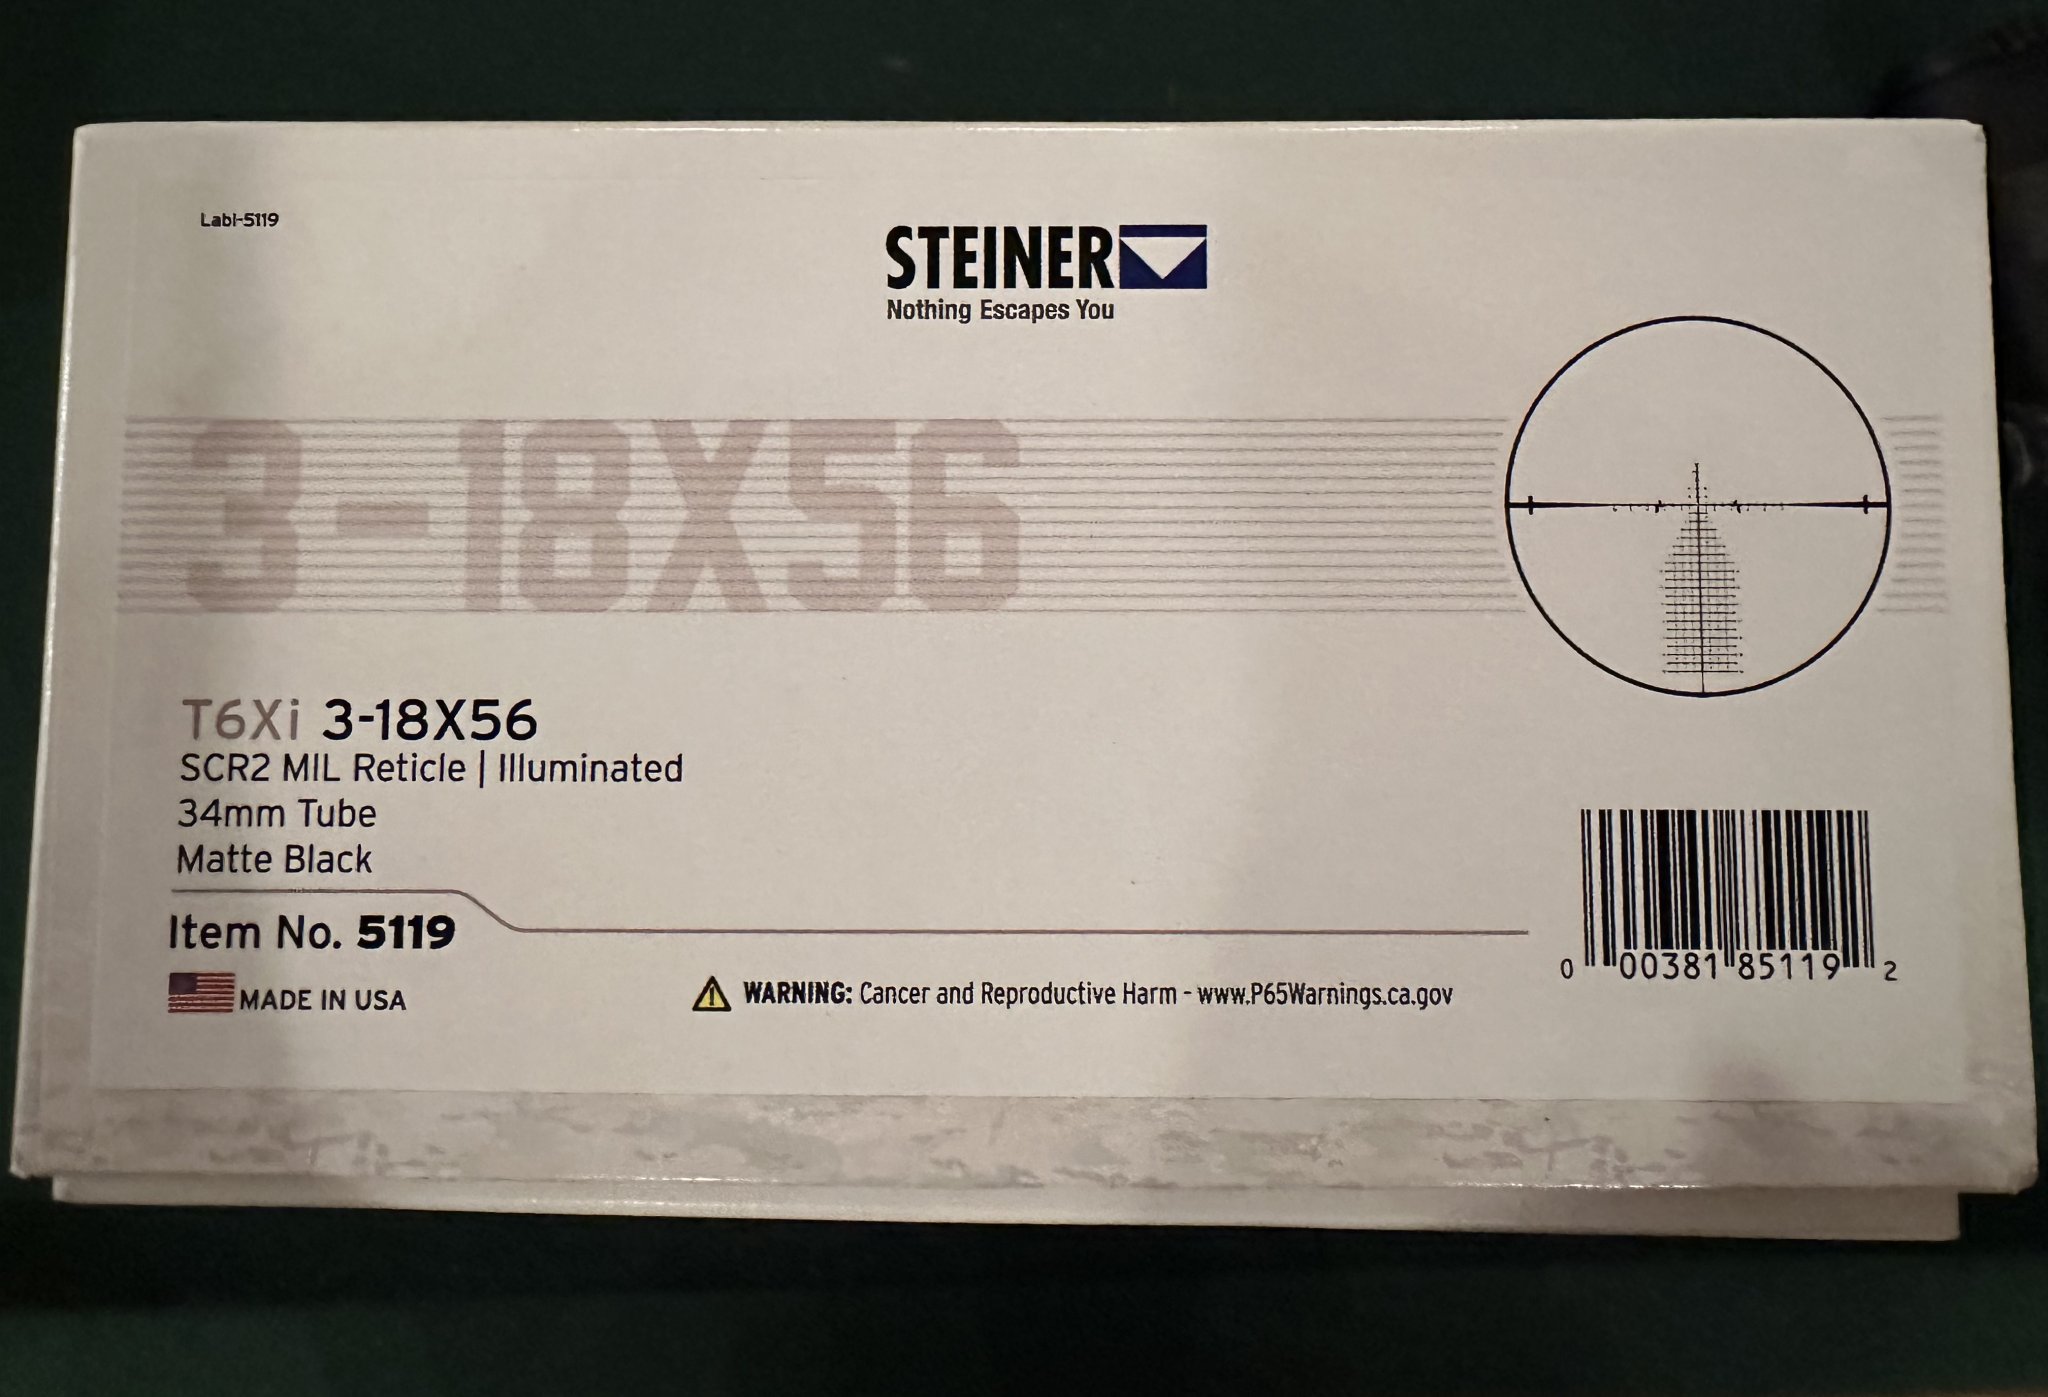 Labl-5119
STEINER
Nothing Escapes You
3-18X56
T6Xi 3-18X56
SCR2 MIL Reticle | Illuminated
34mm Tube
Matte Black
Item No. 5119
MADE IN USA
WARNING: Cancer and Reproductive Harm - www.P65Warnings.ca.gov
0 00381 85119 2